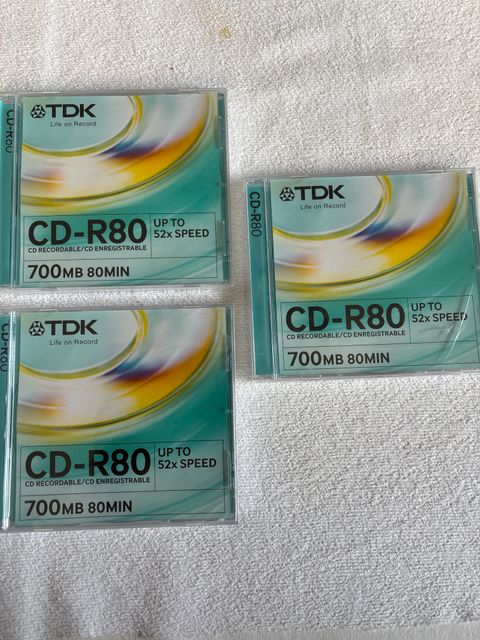 CD-R80
TDK
Life on Record
CD-R80
UP TO
52x SPEED
CD RECORDABLE/CD ENREGISTRABLE
700MB 80MIN
CD-R80
TDK
Life on Record
CD-R80
UP TO
52x SPEED
CD RECORDABLE/CD ENREGISTRABLE
700MB 80MIN
CD-R80
TDK
Life on Record
CD-R80
UP TO
52x SPEED
CD RECORDABLE/CD ENREGISTRABLE
700MB 80MIN